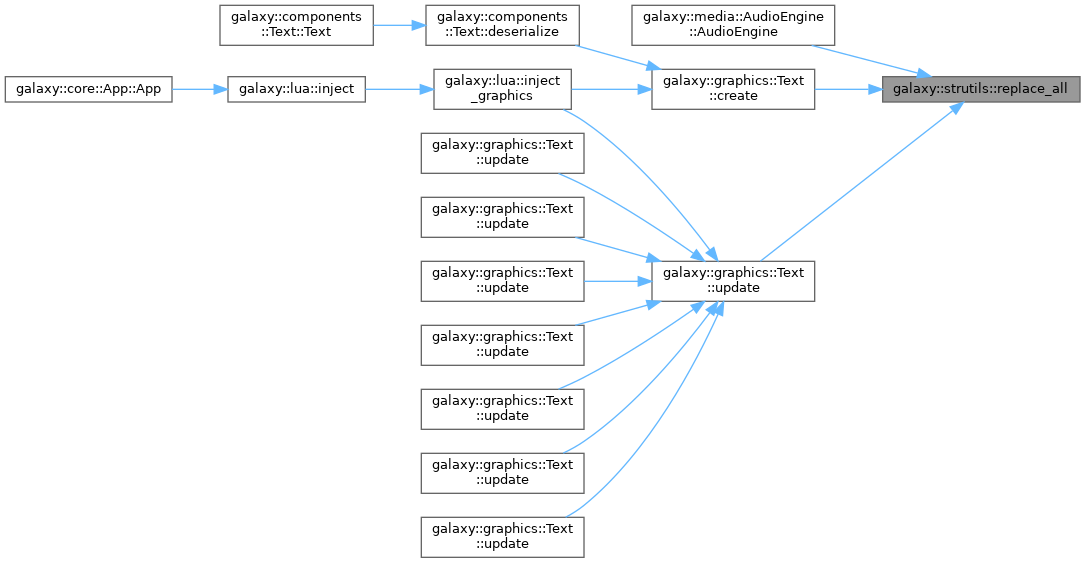 galaxy::components
::Text::Text
galaxy::components
::Text::deserialize
galaxy::media::AudioEngine
::AudioEngine
galaxy::core::App::App
galaxy::lua::inject
galaxy::lua::inject
_graphics
galaxy::graphics::Text
::create
galaxy::strutils::replace_all
galaxy::graphics::Text
::update
galaxy::graphics::Text
::update
galaxy::graphics::Text
::update
galaxy::graphics::Text
::update
galaxy::graphics::Text
::update
galaxy::graphics::Text
::update
galaxy::graphics::Text
::update
galaxy::graphics::Text
::update